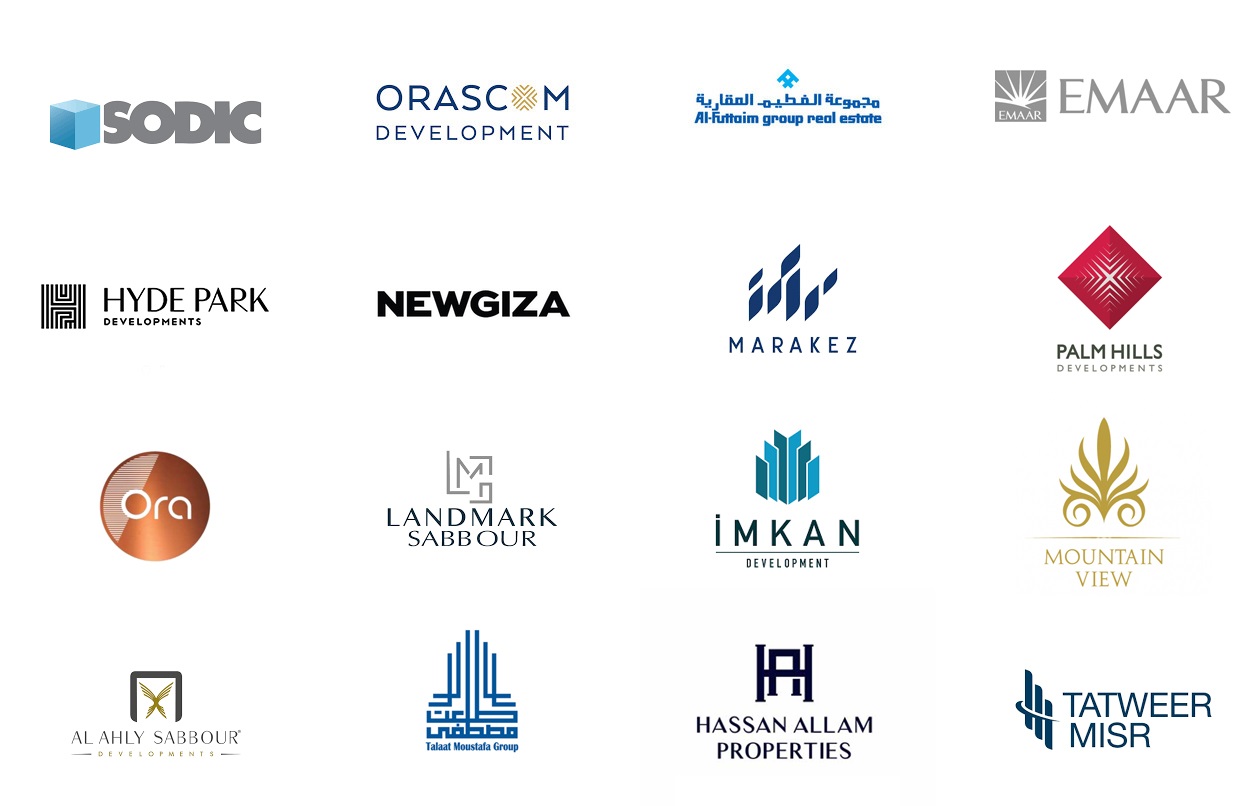 SODIC
ORASCOM
DEVELOPMENT
مجموعة الفطيم العقارية
Al-Futtaim group real estate
EMAAR
EMAAR
HYDE PARK
DEVELOPMENTS
NEWGIZA
MARAKEZ
PALM HILLS
DEVELOPMENTS
Ora
LM
LANDMARK
SABBOUR
İMKAN
DEVELOPMENT
MOUNTAIN
VIEW
AL AHLY SABBOUR®
DEVELOPMENTS
طلعت
مصطفى
Talaat Moustafa Group
HA
HASSAN ALLAM
PROPERTIES
TATWEER
MISR